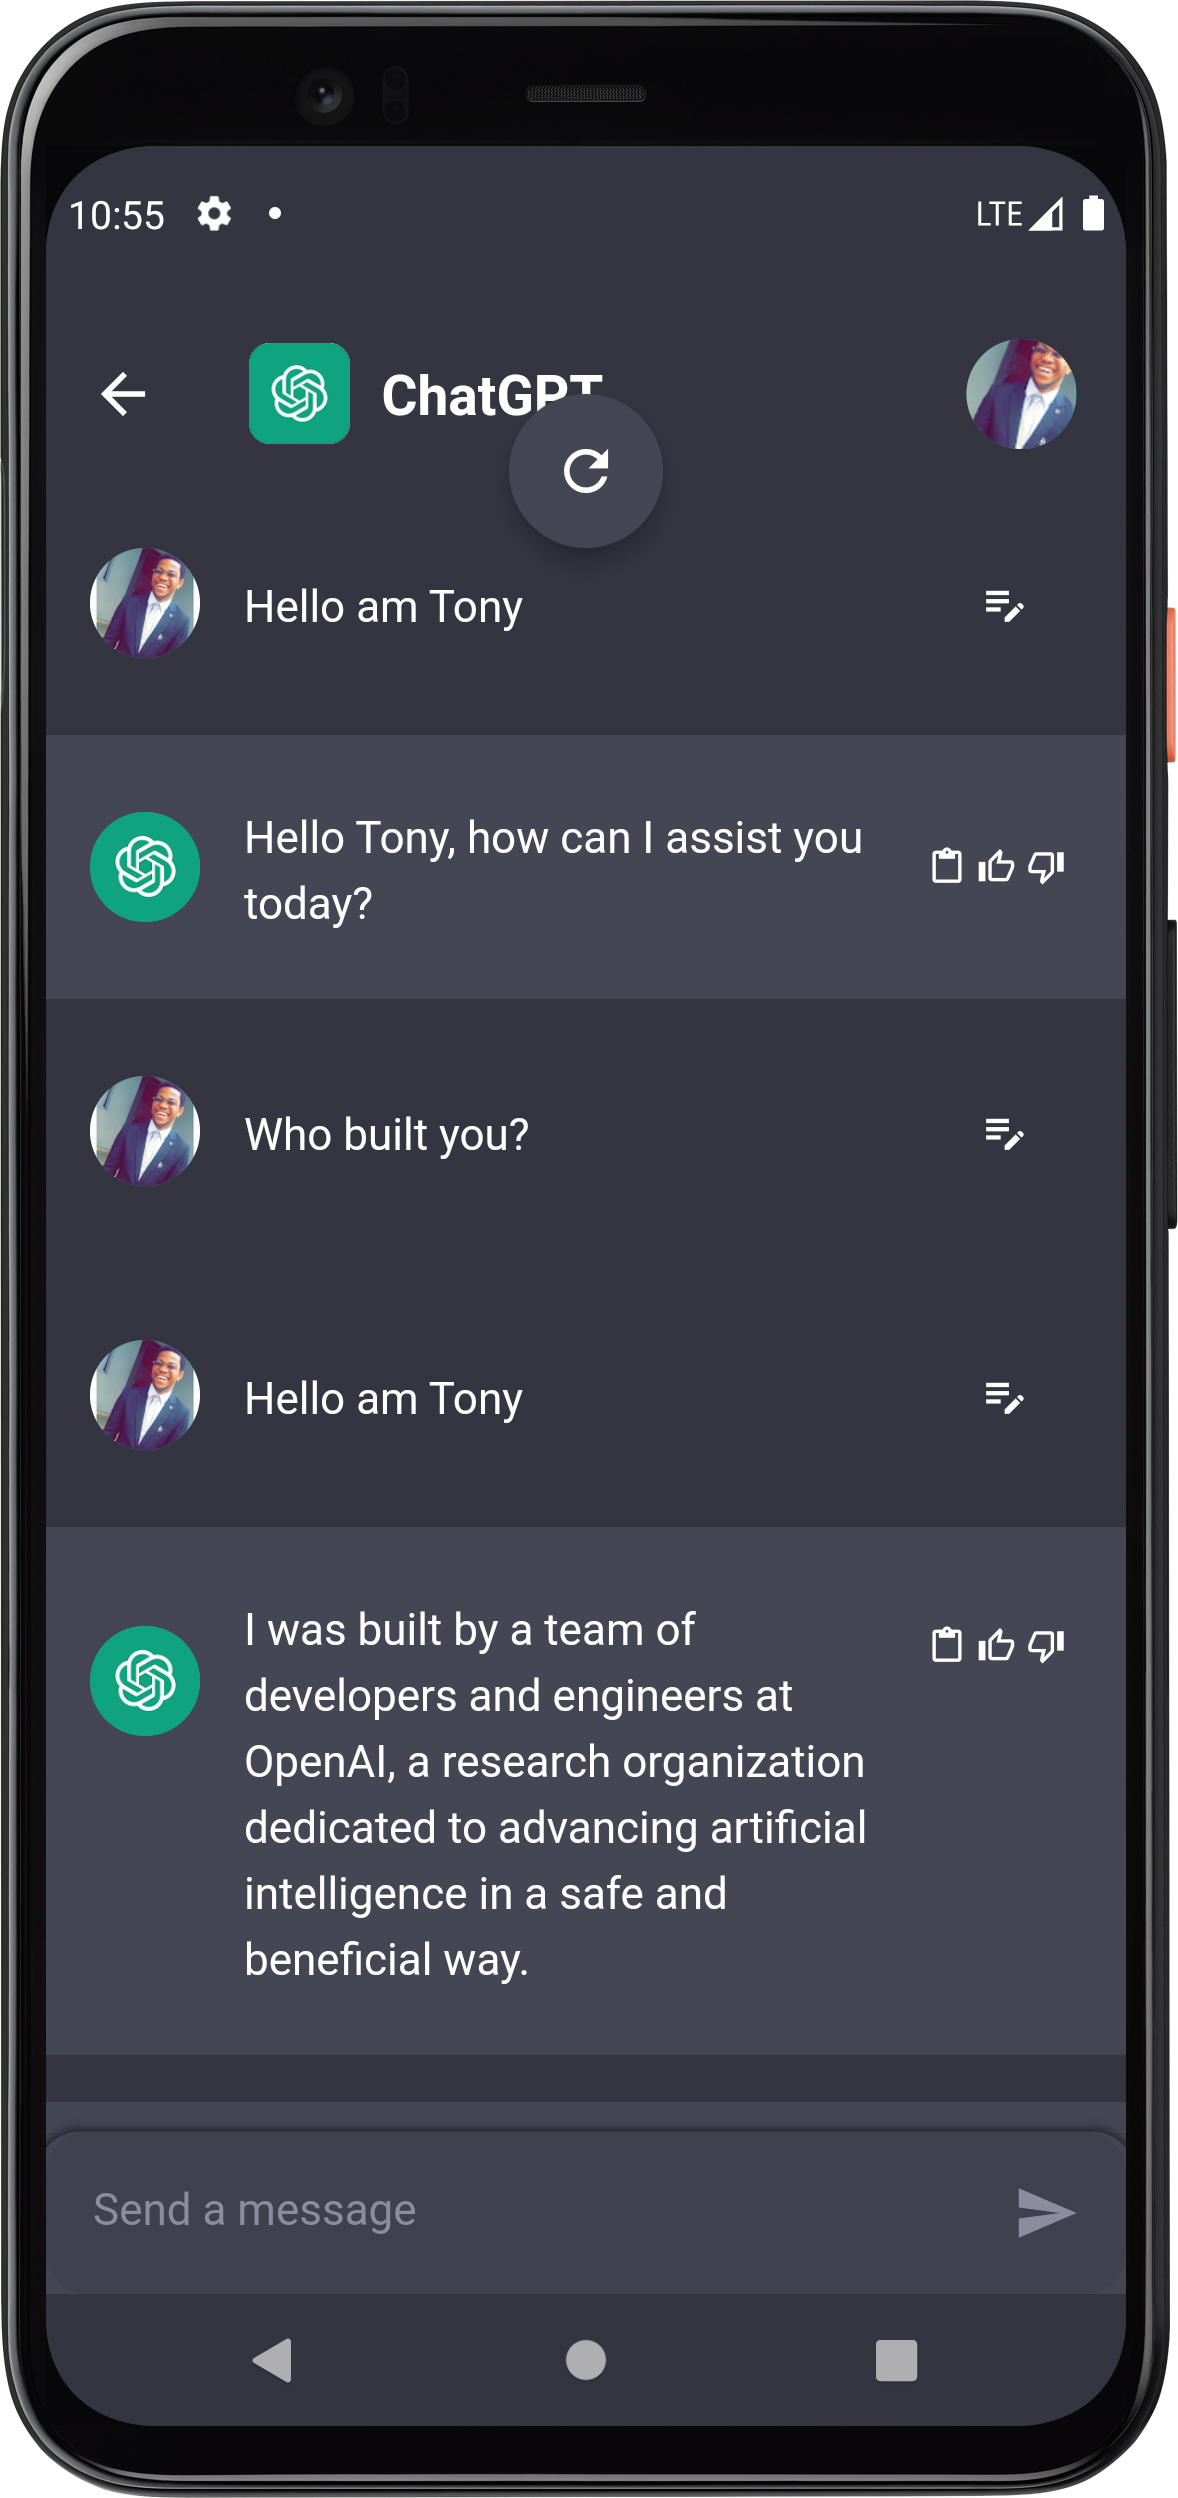 10:55
LTE
ChatGPT
Hello am Tony
Hello Tony, how can I assist you
today?
Who built you?
Hello am Tony
I was built by a team of
developers and engineers at
OpenAI, a research organization
dedicated to advancing artificial
intelligence in a safe and
beneficial way.
Send a message